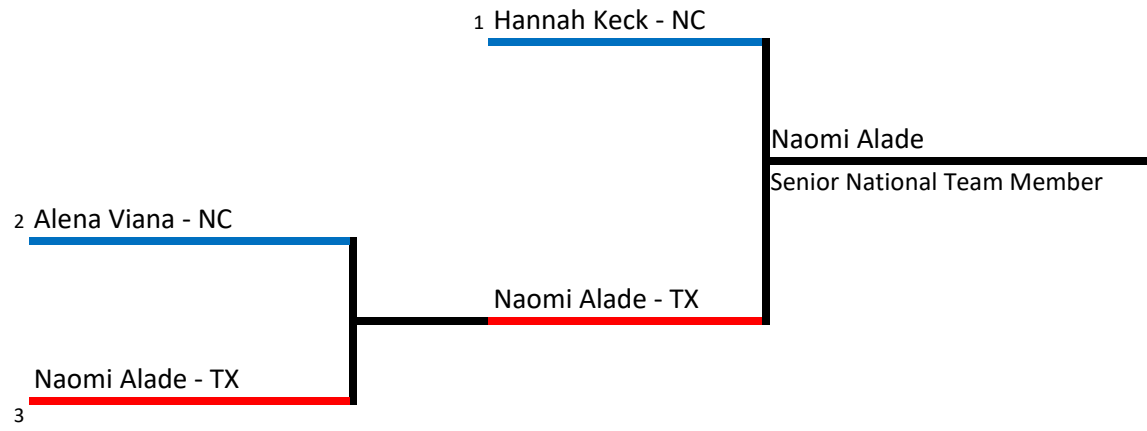 1 Hannah Keck - NC
Naomi Alade
Senior National Team Member
2 Alena Viana - NC
Naomi Alade - TX
Naomi Alade - TX
3